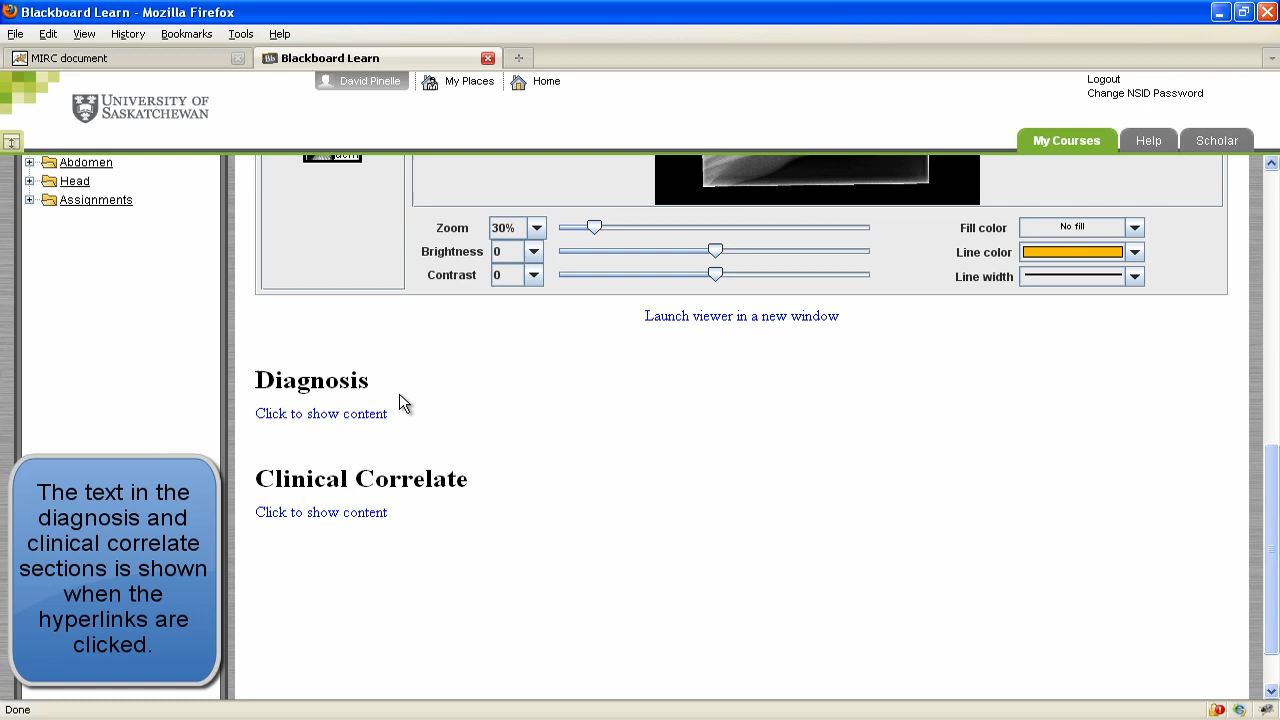 Blackboard Learn - Mozilla Firefox
File Edit View History Bookmarks Tools Help
MIRC document
Bb Blackboard Learn
David Pinelle My Places Home
Logout
Change NSID Password
UNIVERSITY OF
SASKATCHEWAN
My Courses Help Scholar
Abdomen
Head
Assignments
Zoom 30% Fill color No fill
Brightness 0 Line color
Contrast 0 Line width
Launch viewer in a new window
Diagnosis
Click to show content
Clinical Correlate
Click to show content
The text in the
diagnosis and
clinical correlate
sections is shown
when the
hyperlinks are
clicked.
Done